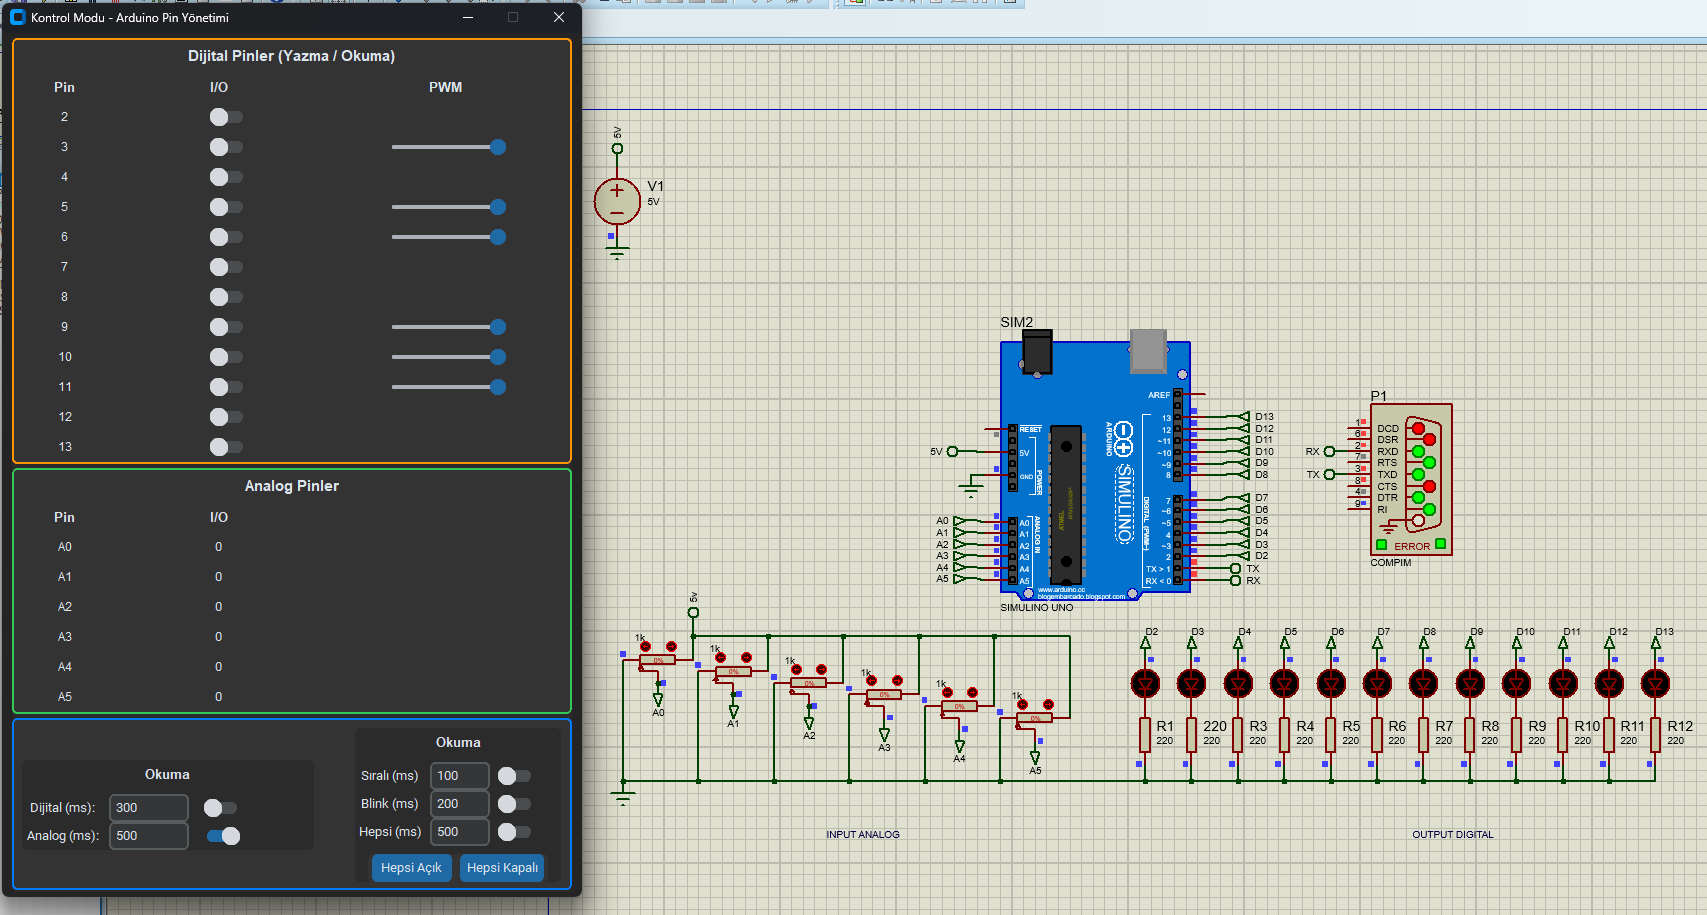 Kontrol Modu - Arduino Pin Yönetimi
Dijital Pinler (Yazma / Okuma)
Pin I/O PWM
2
3
4
5
6
7
8
9
10
11
12
13
Analog Pinler
Pin I/O
A0 0
A1 0
A2 0
A3 0
A4 0
A5 0
Okuma
Dijital (ms): 300
Analog (ms): 500
Okuma
Sıralı (ms) 100
Blink (ms) 200
Hepsi (ms) 500
Hepsi Açık Hepsi Kapalı
5V
V1
5V
SIM2
AREF
RESET
5V
5V
GND
POWER
ARDUINO
SIMULINO
ANALOG IN
DIGITAL (PWM~)
ATMEL
13 D13
12 D12
~11 D11
~10 D10
~9 D9
8 D8
7 D7
~6 D6
~5 D5
4 D4
~3 D3
2 D2
TX > 1 TX
RX < 0 RX
A0 A0
A1 A1
A2 A2
A3 A3
A4 A4
A5 A5
www.arduino.cc
blogembarcado.blogspot.com
SIMULINO UNO
P1
1 DCD
6 DSR
RX 2 RXD
7 RTS
TX 3 TXD
8 CTS
4 DTR
9 RI
ERROR
COMPIM
5v
1k 0% A0
1k 0% A1
1k 0% A2
1k 0% A3
1k 0% A4
1k 0% A5
INPUT ANALOG
D2 D3 D4 D5 D6 D7 D8 D9 D10 D11 D12 D13
R1 220 R3 R4 R5 R6 R7 R8 R9 R10 R11 R12
220 220 220 220 220 220 220 220 220 220 220 220
OUTPUT DIGITAL